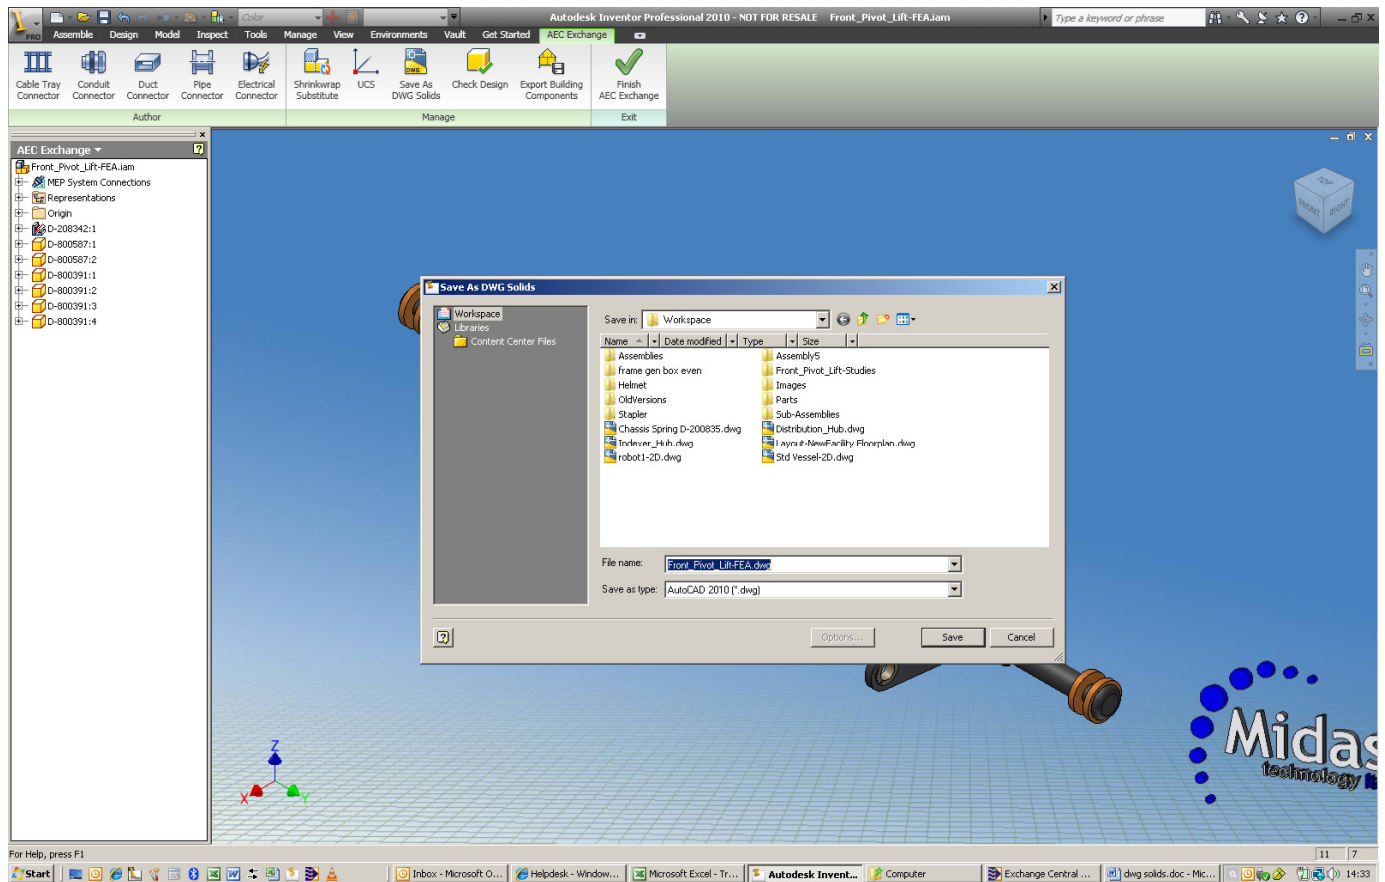 Color
Autodesk Inventor Professional 2010 - NOT FOR RESALE Front_Pivot_Lift-FEA.iam
Type a keyword or phrase
PRO
Assemble Design Model Inspect Tools Manage View Environments Vault Get Started AEC Exchange
Cable Tray Connector
Conduit Connector
Duct Connector
Pipe Connector
Electrical Connector
Shrinkwrap Substitute
UCS
DWG
Save As DWG Solids
Check Design
Export Building Components
Finish AEC Exchange
Author
Manage
Exit
AEC Exchange
Front_Pivot_Lift-FEA.iam
MEP System Connections
Representations
Origin
D-208342:1
D-800587:1
D-800587:2
D-800391:1
D-800391:2
D-800391:3
D-800391:4
TOP
FRONT
RIGHT
Save As DWG Solids
Workspace
Libraries
Content Center Files
Save in: Workspace
Name Date modified Type Size
Assemblies
frame gen box even
Helmet
OldVersions
Stapler
Chassis Spring D-200835.dwg
Indexer_Hub.dwg
robot1-2D.dwg
Assembly5
Front_Pivot_Lift-Studies
Images
Parts
Sub-Assemblies
Distribution_Hub.dwg
Layout-NewFacility Floorplan.dwg
Std Vessel-2D.dwg
File name: Front_Pivot_Lift-FEA.dwg
Save as type: AutoCAD 2010 (*.dwg)
Options...
Save
Cancel
Z
X
Y
Midas
technology
For Help, press F1
11 7
Start
Inbox - Microsoft O...
Helpdesk - Window...
Microsoft Excel - Tr...
Autodesk Invent...
Computer
Exchange Central ...
dwg solids.doc - Mic...
14:33